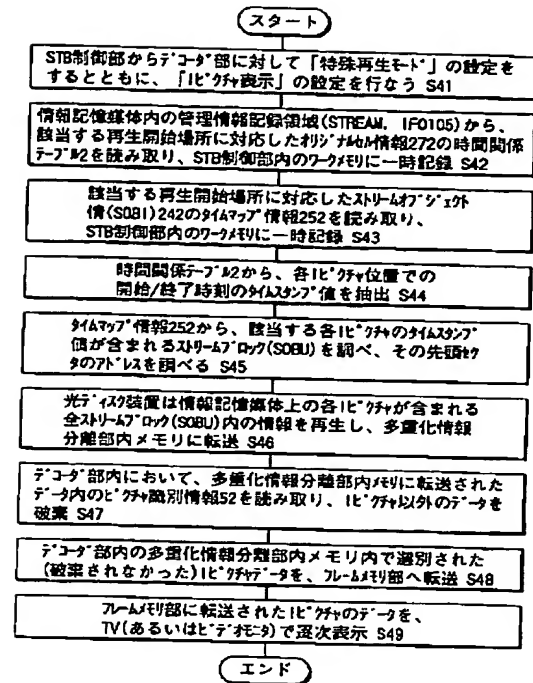 スタート
STB制御部からﾃﾞｺｰﾀﾞ部に対して「特殊再生ﾓｰﾄﾞ」の設定を
するとともに、「Iﾋﾟｸﾁｬ表示」の設定を行なう S41
情報記憶媒体内の管理情報記録領域(STREAM. IFO105)から、
該当する再生開始場所に対応したｵﾘｼﾞﾅﾙｾﾙ情報272の時間関係
ﾃｰﾌﾞﾙ2を読み取り、STB制御部内のﾜｰｸﾒﾓﾘに一時記録 S42
該当する再生開始場所に対応したｽﾄﾘｰﾑｵﾌﾞｼﾞｪｸﾄ
情(SOBI)242のﾀｲﾑﾏｯﾌﾟ情報252を読み取り、
STB制御部内のﾜｰｸﾒﾓﾘに一時記録 S43
時間関係ﾃｰﾌﾞﾙ2から、各Iﾋﾟｸﾁｬ位置での
開始/終了時刻のﾀｲﾑｽﾀﾝﾌﾟ値を抽出 S44
ﾀｲﾑﾏｯﾌﾟ情報252から、該当する各Iﾋﾟｸﾁｬのﾀｲﾑｽﾀﾝﾌﾟ
値が含まれるｽﾄﾘｰﾑﾌﾞﾛｯｸ(SOBU)を調べ、その先頭ｾｸ
ﾀのｱﾄﾞﾚｽを調べる S45
光ﾃﾞｨｽｸ装置は情報記憶媒体上の各Iﾋﾟｸﾁｬが含まれる
全ｽﾄﾘｰﾑﾌﾞﾛｯｸ(SOBU)内の情報を再生し、多重化情報
分離部内ﾒﾓﾘに転送 S46
ﾃﾞｺｰﾀﾞ部内において、多重化情報分離部内ﾒﾓﾘに転送された
ﾃﾞｰﾀ内のﾋﾟｸﾁｬ識別情報52を読み取り、Iﾋﾟｸﾁｬ以外のﾃﾞｰﾀを
破棄 S47
ﾃﾞｺｰﾀﾞ部内の多重化情報分離部内ﾒﾓﾘ内で選別された
(破棄されなかった)Iﾋﾟｸﾁｬﾃﾞｰﾀを、ﾌﾚｰﾑﾒﾓﾘ部へ転送 S48
ﾌﾚｰﾑﾒﾓﾘ部に転送されたIﾋﾟｸﾁｬのﾃﾞｰﾀを、
TV(あるいはﾋﾞﾃﾞｵﾓﾆﾀ)で逐次表示 S49
エンド